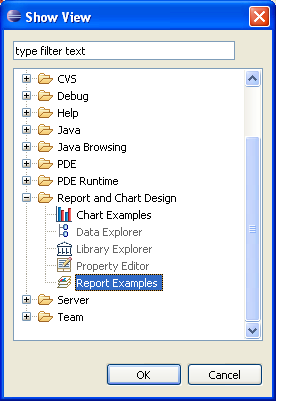 Show View
type filter text
CVS
Debug
Help
Java
Java Browsing
PDE
PDE Runtime
Report and Chart Design
Chart Examples
Data Explorer
Library Explorer
Property Editor
Report Examples
Server
Team
OK Cancel